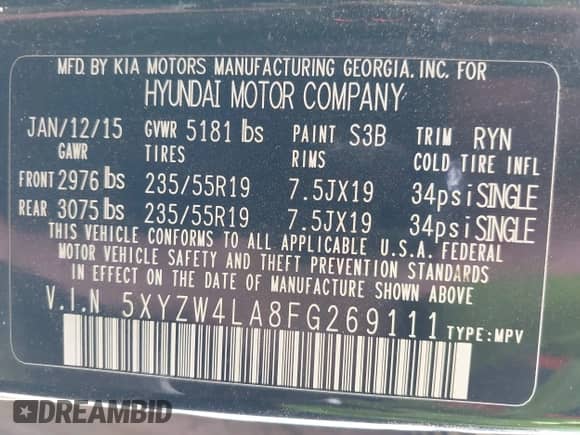 MFD. BY KIA MOTORS MANUFACTURING GEORGIA. INC. FOR
HYUNDAI MOTOR COMPANY
JAN/12/15 GVWR 5181 lbs PAINT S3B TRIM RYN
GAWR TIRES RIMS COLD TIRE INFL
FRONT 2976 lbs 235/55R19 7.5JX19 34psi SINGLE
REAR 3075 lbs 235/55R19 7.5JX19 34psi SINGLE
THIS VEHICLE CONFORMS TO ALL APPLICABLE U.S.A. FEDERAL
MOTOR VEHICLE SAFETY AND THEFT PREVENTION STANDARDS
IN EFFECT ON THE DATE OF MANUFACTURE SHOWN ABOVE
V.I.N 5XYZW4LA8FG269111 TYPE:MPV
DREAMBID